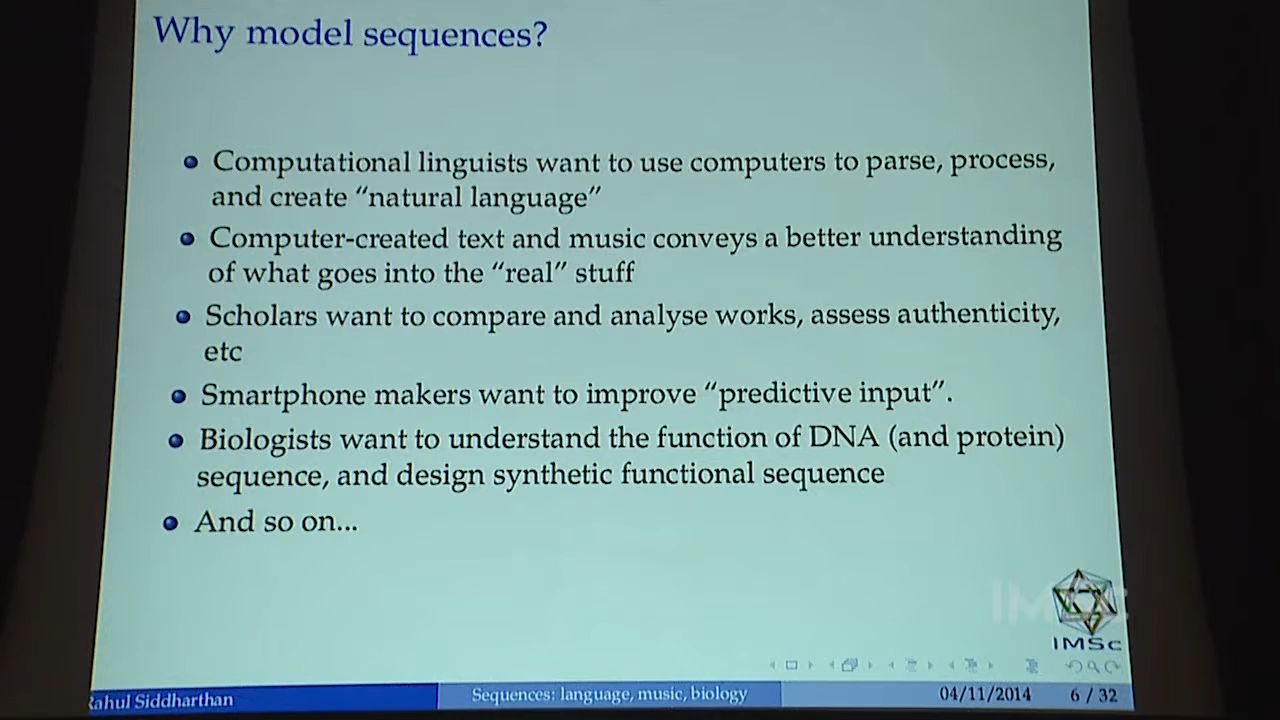 Why model sequences?
Computational linguists want to use computers to parse, process,
and create “natural language”
Computer-created text and music conveys a better understanding
of what goes into the “real” stuff
Scholars want to compare and analyse works, assess authenticity,
etc
Smartphone makers want to improve “predictive input”.
Biologists want to understand the function of DNA (and protein)
sequence, and design synthetic functional sequence
And so on...
IMSc
IMSc
Rahul Siddharthan Sequences: language, music, biology 04/11/2014 6 / 32